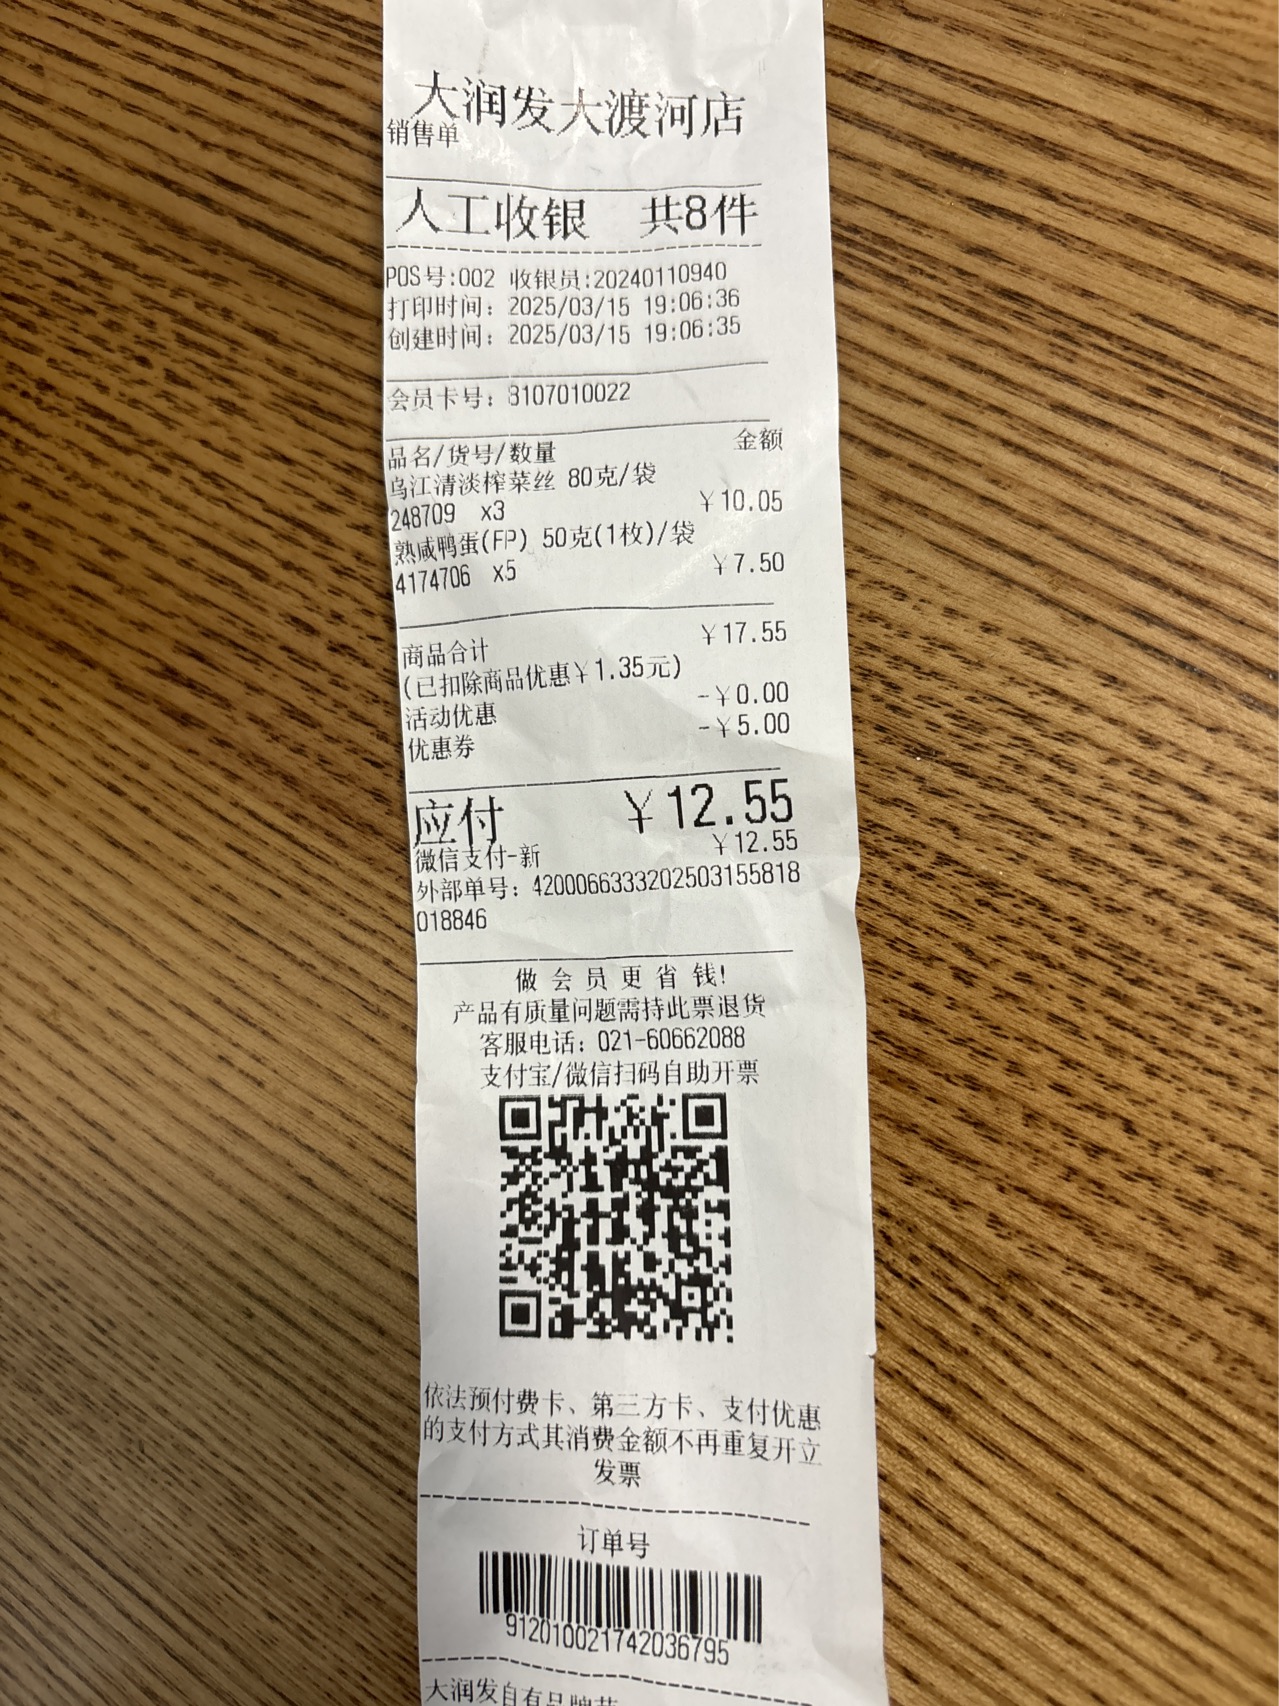 大润发大渡河店
销售单
人工收银 共8件
POS号:002 收银员:20240110940
打印时间: 2025/03/15 19:06:36
创建时间: 2025/03/15 19:06:35
会员卡号: 8107010022
品名/货号/数量 金额
乌江清淡榨菜丝 80克/袋
248709 x3 ¥10.05
熟咸鸭蛋(FP) 50克(1枚)/袋
4174706 x5 ¥7.50
商品合计 ¥17.55
(已扣除商品优惠¥1.35元)
活动优惠 -¥0.00
优惠券 -¥5.00
应付 ¥12.55
微信支付-新 ¥12.55
外部单号: 4200066333202503155818
018846
做会员更省钱!
产品有质量问题需持此票退货
客服电话: 021-60662088
支付宝/微信扫码自助开票
依法预付费卡、第三方卡、支付优惠
的支付方式其消费金额不再重复开立
发票
订单号
912010021742036795
大润发自有品牌